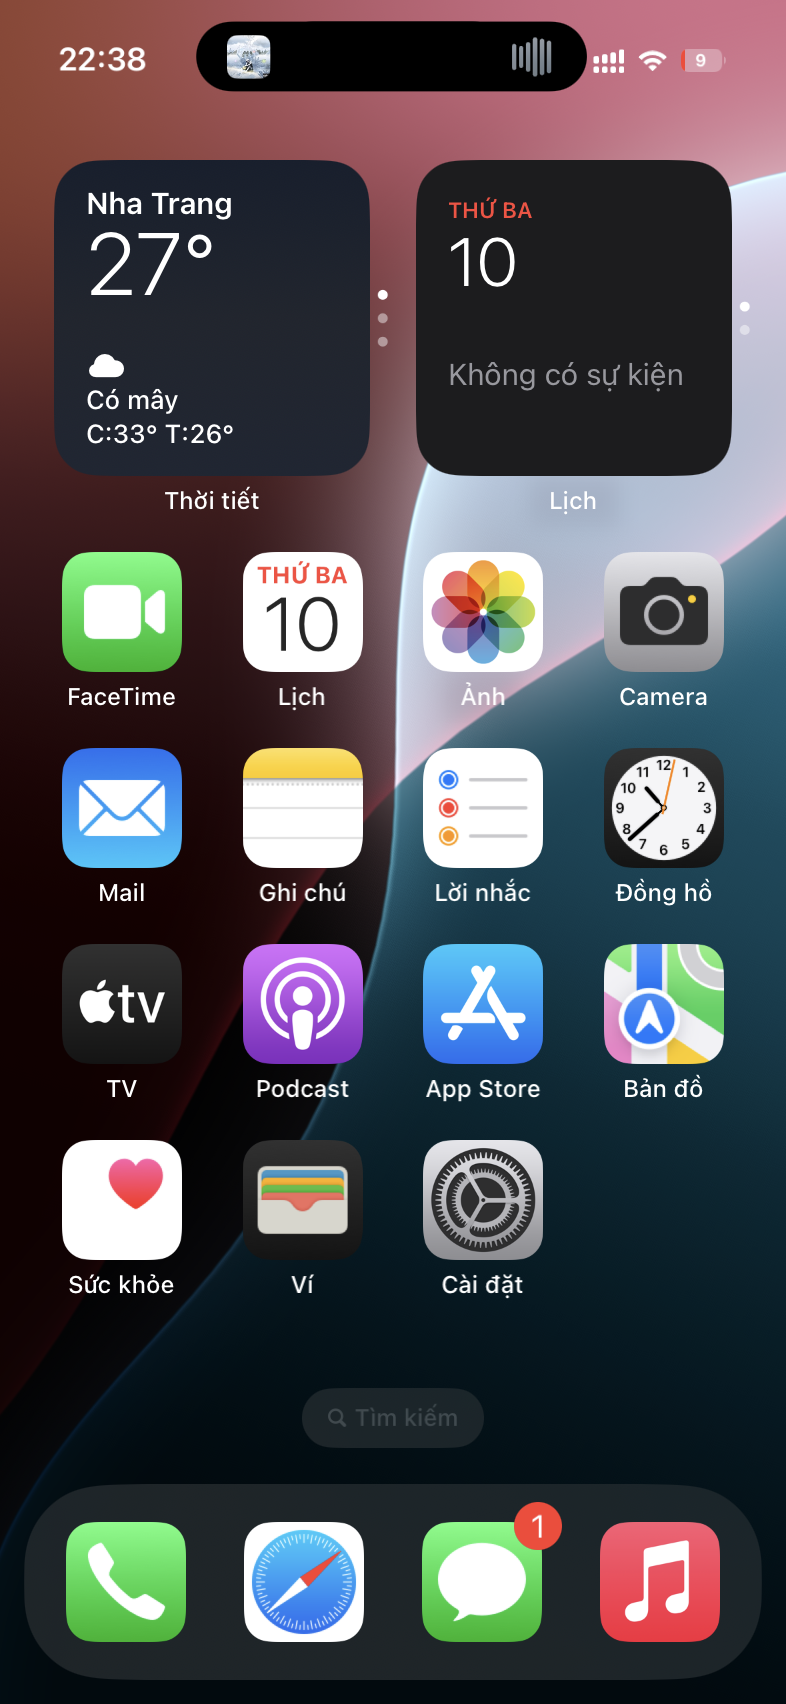 22:38
9
Nha Trang
27°
Có mây
C:33° T:26°
Thời tiết
THỨ BA
10
Không có sự kiện
Lịch
FaceTime
THỨ BA
10
Lịch
Ảnh
Camera
Mail
Ghi chú
Lời nhắc
12
1
2
3
4
5
6
7
8
9
10
11
Đồng hồ
tv
TV
Podcast
App Store
Bản đồ
Sức khỏe
Ví
Cài đặt
Tìm kiếm
1